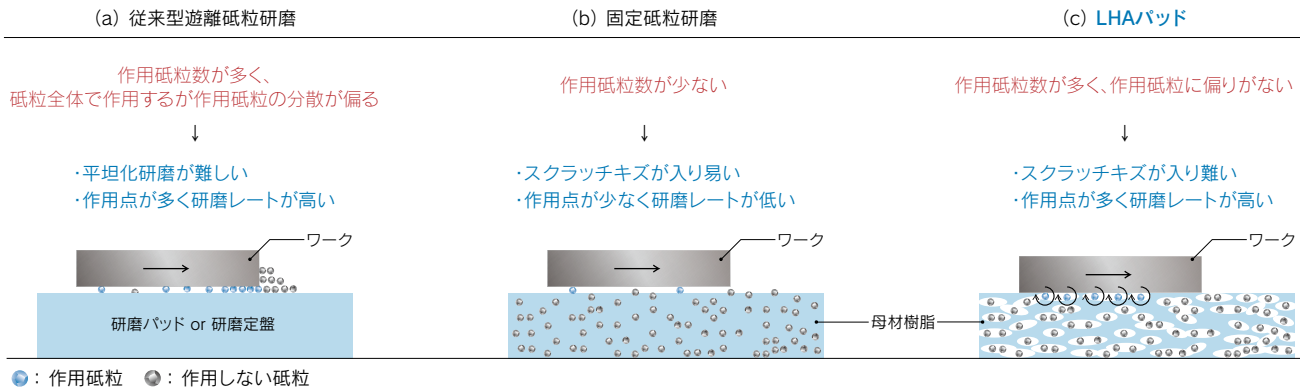 (a) 従来型遊離砥粒研磨
(b) 固定砥粒研磨
(c) LHAパッド
作用砥粒数が多く、
砥粒全体で作用するが作用砥粒の分散が偏る
作用砥粒数が少ない
作用砥粒数が多く、作用砥粒に偏りがない
↓
↓
↓
・平坦化研磨が難しい
・作用点が多く研磨レートが高い
・スクラッチキズが入り易い
・作用点が少なく研磨レートが低い
・スクラッチキズが入り難い
・作用点が多く研磨レートが高い
ワーク
ワーク
ワーク
研磨パッド or 研磨定盤
母材樹脂
: 作用砥粒 : 作用しない砥粒